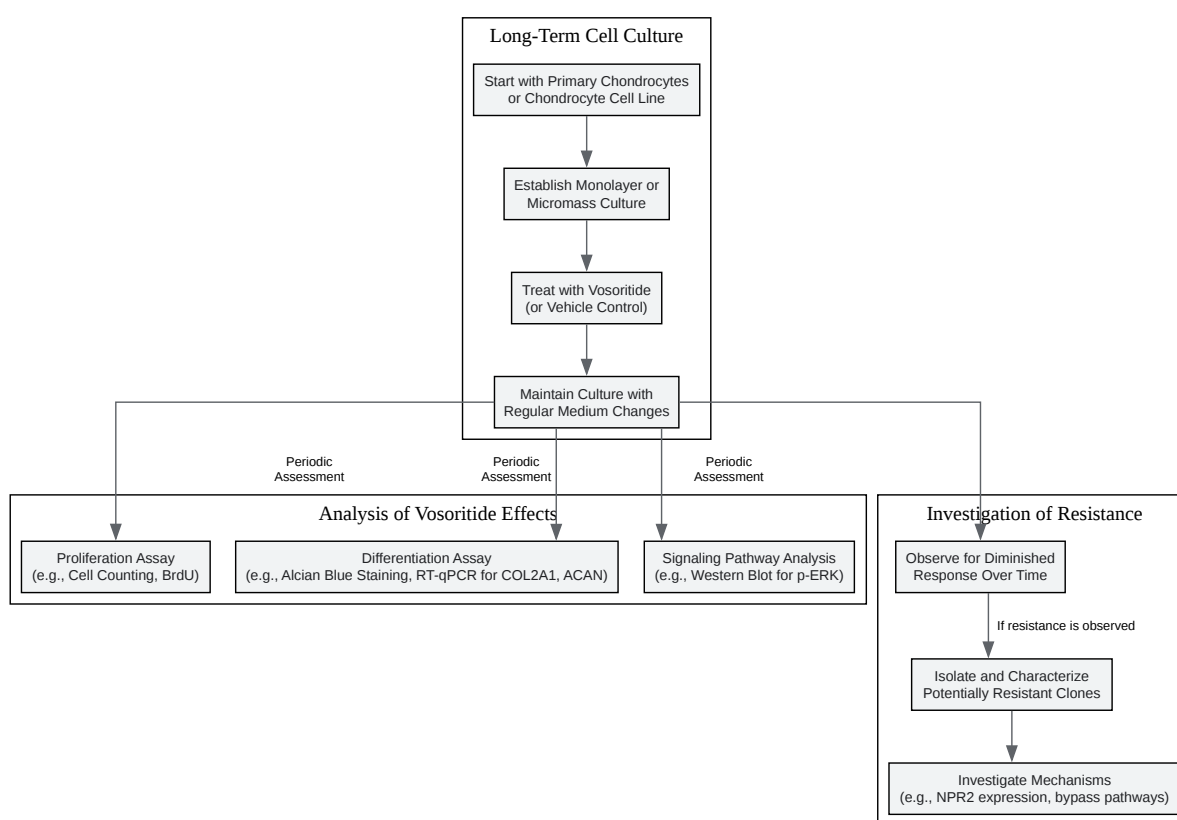 Long-Term Cell Culture
Start with Primary Chondrocytes
or Chondrocyte Cell Line
Establish Monolayer or
Micromass Culture
Treat with Vosoritide
(or Vehicle Control)
Maintain Culture with
Regular Medium Changes
Periodic
Assessment
Periodic
Assessment
Periodic
Assessment
Analysis of Vosoritide Effects
Proliferation Assay
(e.g., Cell Counting, BrdU)
Differentiation Assay
(e.g., Alcian Blue Staining, RT-qPCR for COL2A1, ACAN)
Signaling Pathway Analysis
(e.g., Western Blot for p-ERK)
Investigation of Resistance
Observe for Diminished
Response Over Time
If resistance is observed
Isolate and Characterize
Potentially Resistant Clones
Investigate Mechanisms
(e.g., NPR2 expression, bypass pathways)